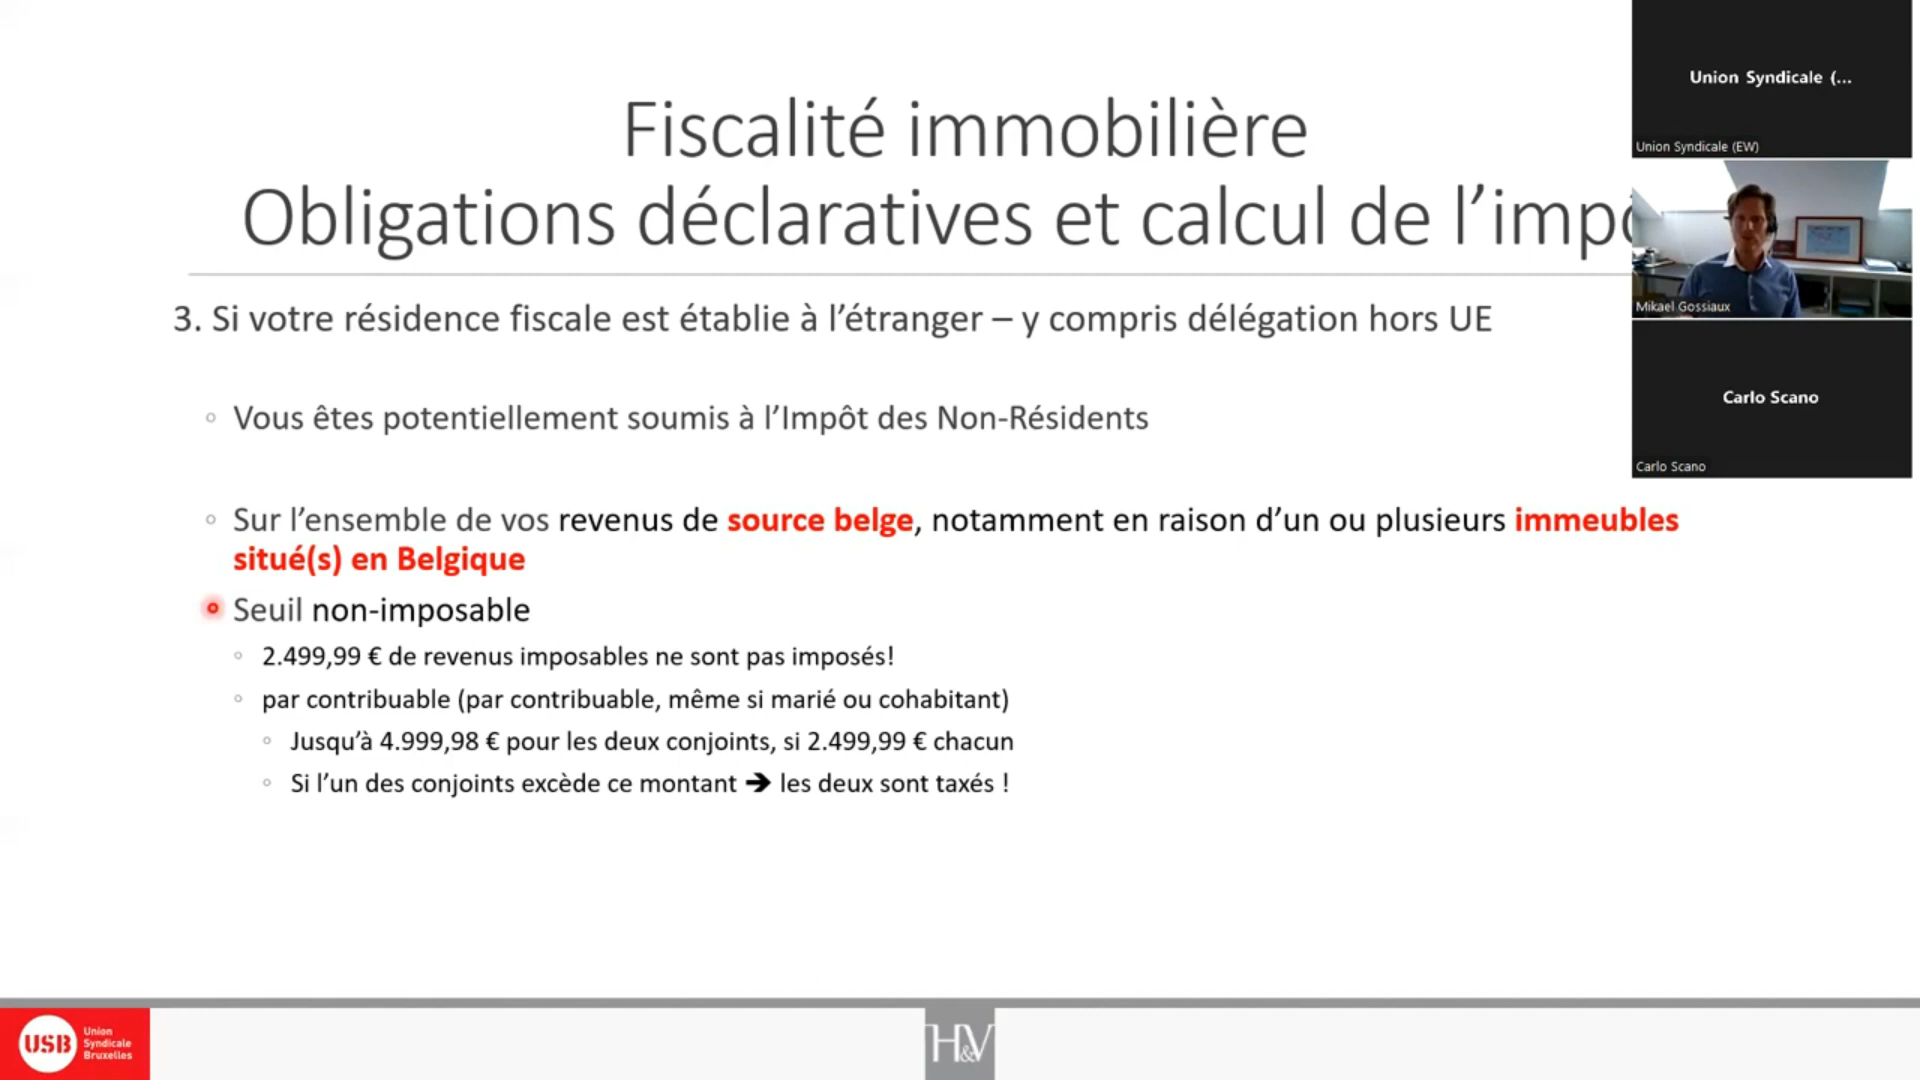 Fiscalité immobilière
Obligations déclaratives et calcul de l’imp
3. Si votre résidence fiscale est établie à l’étranger – y compris délégation hors UE
Vous êtes potentiellement soumis à l’Impôt des Non-Résidents
Sur l’ensemble de vos revenus de source belge, notamment en raison d’un ou plusieurs immeubles
situé(s) en Belgique
Seuil non-imposable
2.499,99 € de revenus imposables ne sont pas imposés!
par contribuable (par contribuable, même si marié ou cohabitant)
Jusqu’à 4.999,98 € pour les deux conjoints, si 2.499,99 € chacun
Si l’un des conjoints excède ce montant ➔ les deux sont taxés !
Union Syndicale (...
Union Syndicale (EW)
Mikael Gossiaux
Carlo Scano
Carlo Scano
USB
Union
Syndicale
Bruxelles
H&V